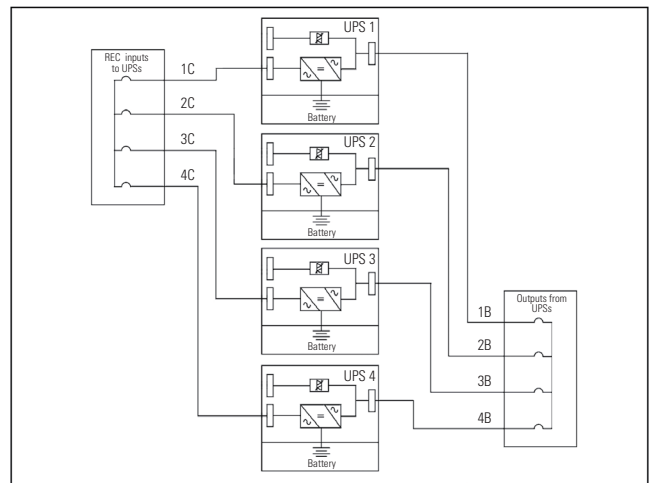 REC inputs
to UPSs
1C
2C
3C
4C
UPS 1
Battery
UPS 2
Battery
UPS 3
Battery
UPS 4
Battery
Outputs from
UPSs
1B
2B
3B
4B